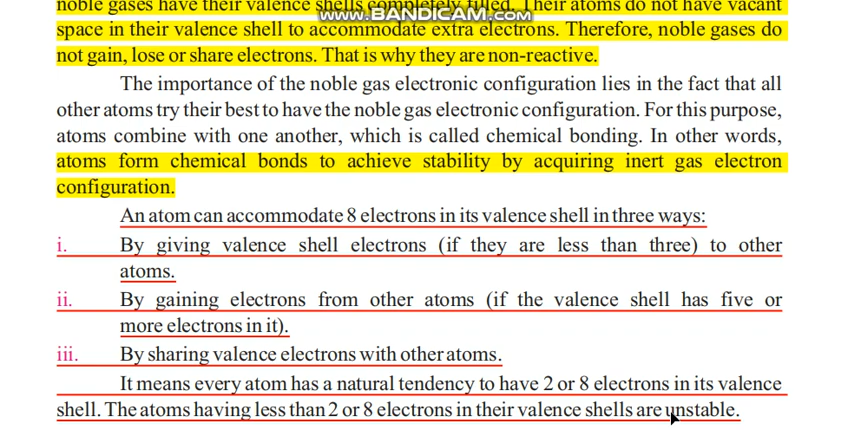 noble gases have their valence shells completely filled. Their atoms do not have vacant
WWW.BANDICAM.COM
space in their valence shell to accommodate extra electrons. Therefore, noble gases do
not gain, lose or share electrons. That is why they are non-reactive.
The importance of the noble gas electronic configuration lies in the fact that all
other atoms try their best to have the noble gas electronic configuration. For this purpose,
atoms combine with one another, which is called chemical bonding. In other words,
atoms form chemical bonds to achieve stability by acquiring inert gas electron
configuration.
An atom can accommodate 8 electrons in its valence shell in three ways:
i. By giving valence shell electrons (if they are less than three) to other
atoms.
ii. By gaining electrons from other atoms (if the valence shell has five or
more electrons in it).
iii. By sharing valence electrons with other atoms.
It means every atom has a natural tendency to have 2 or 8 electrons in its valence
shell. The atoms having less than 2 or 8 electrons in their valence shells are unstable.